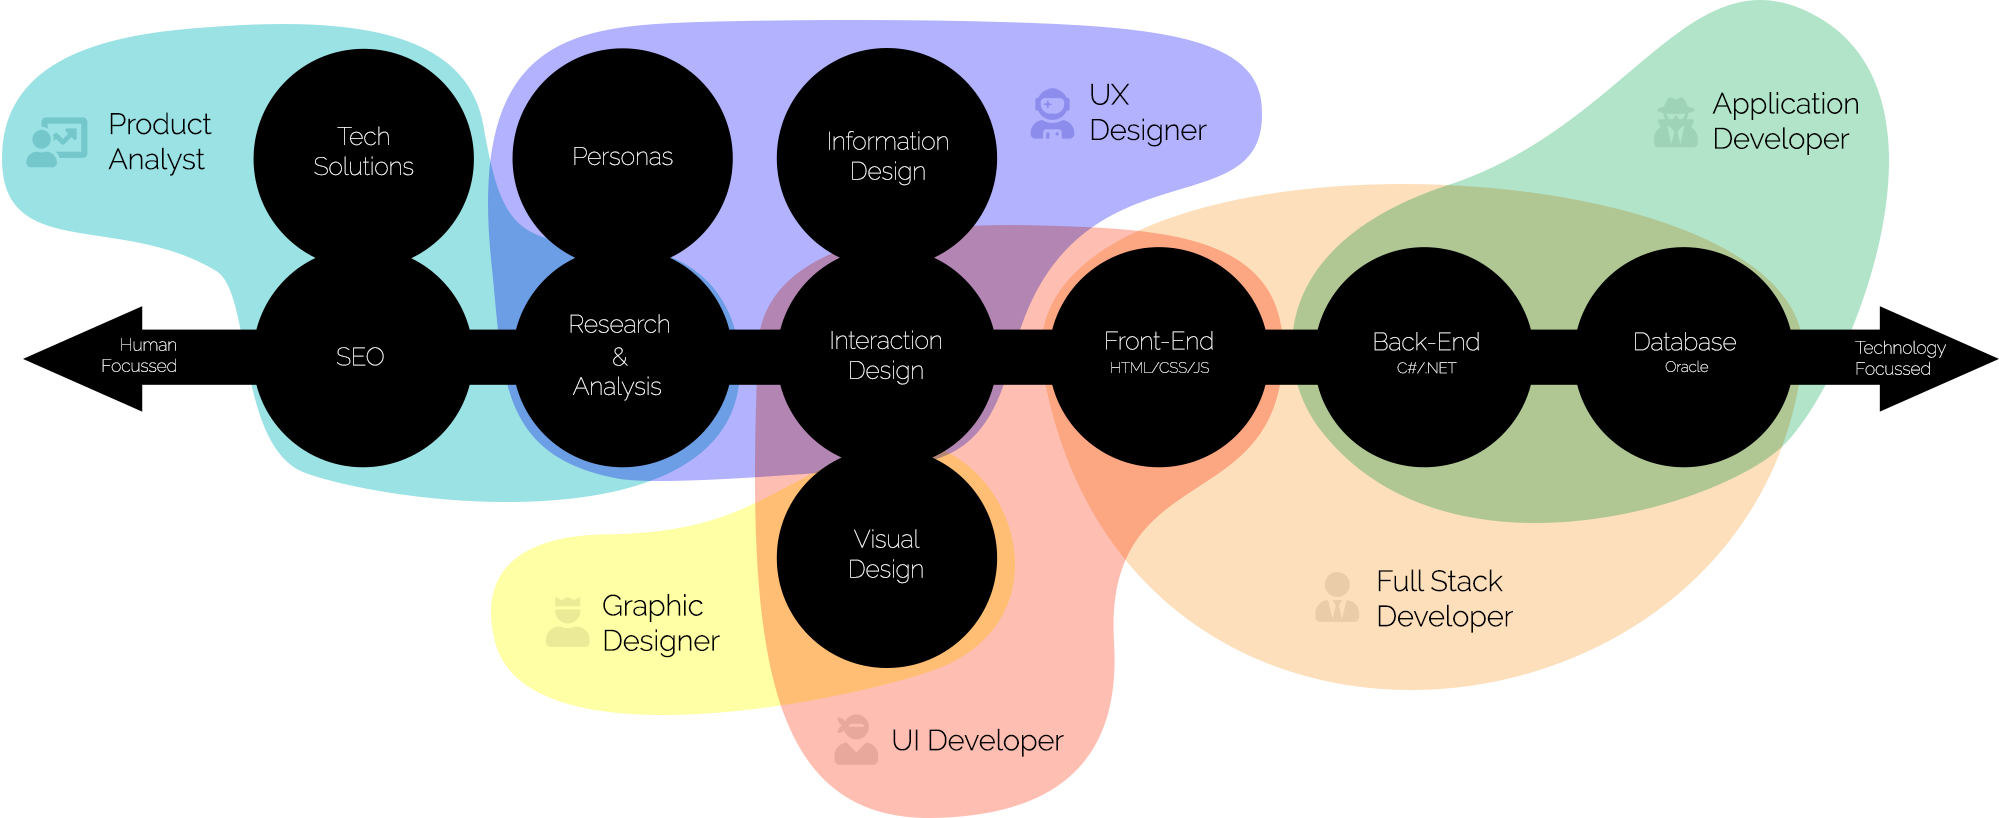 Product
Analyst
Tech
Solutions
Personas
Information
Design
UX
Designer
Application
Developer
Human
Focussed
SEO
Research
&
Analysis
Interaction
Design
Front-End
HTML/CSS/JS
Back-End
C#/.NET
Database
Oracle
Technology
Focussed
Visual
Design
Graphic
Designer
Full Stack
Developer
UI Developer